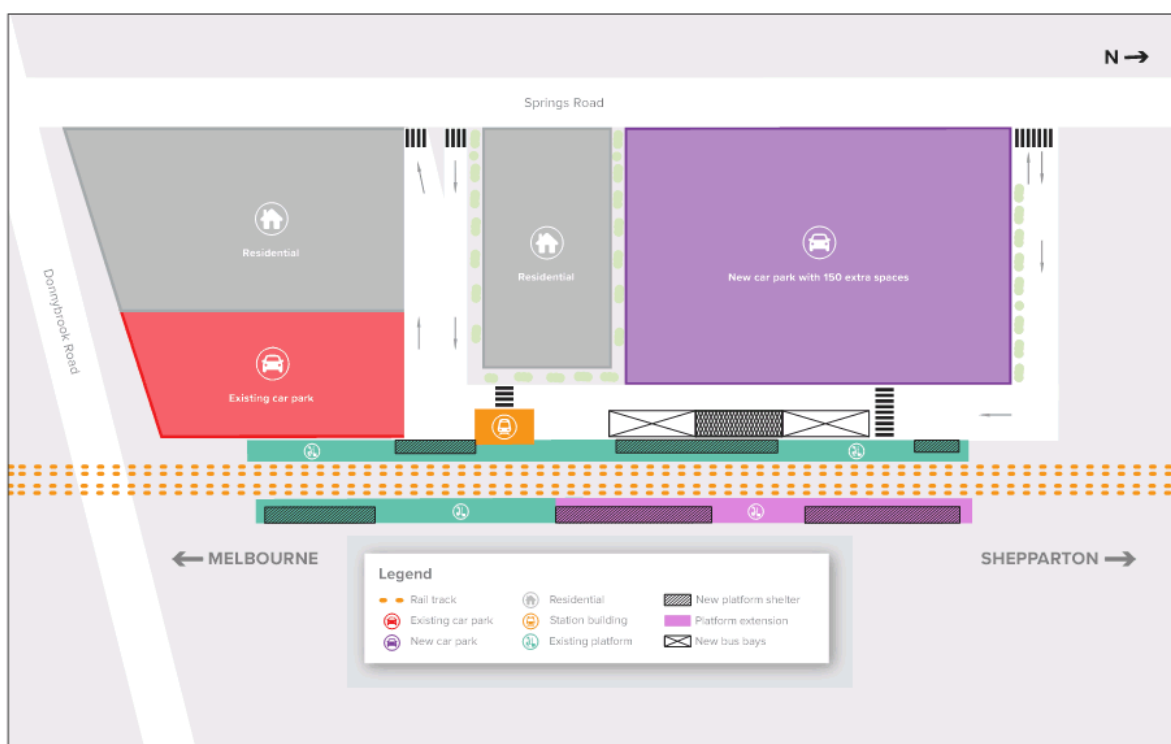 N
Springs Road
Residential
Residential
New car park with 150 extra spaces
Donnybrook Road
Existing car park
MELBOURNE
SHEPPARTON
Legend
Rail track
Residential
New platform shelter
Existing car park
Station building
Platform extension
New car park
Existing platform
New bus bays